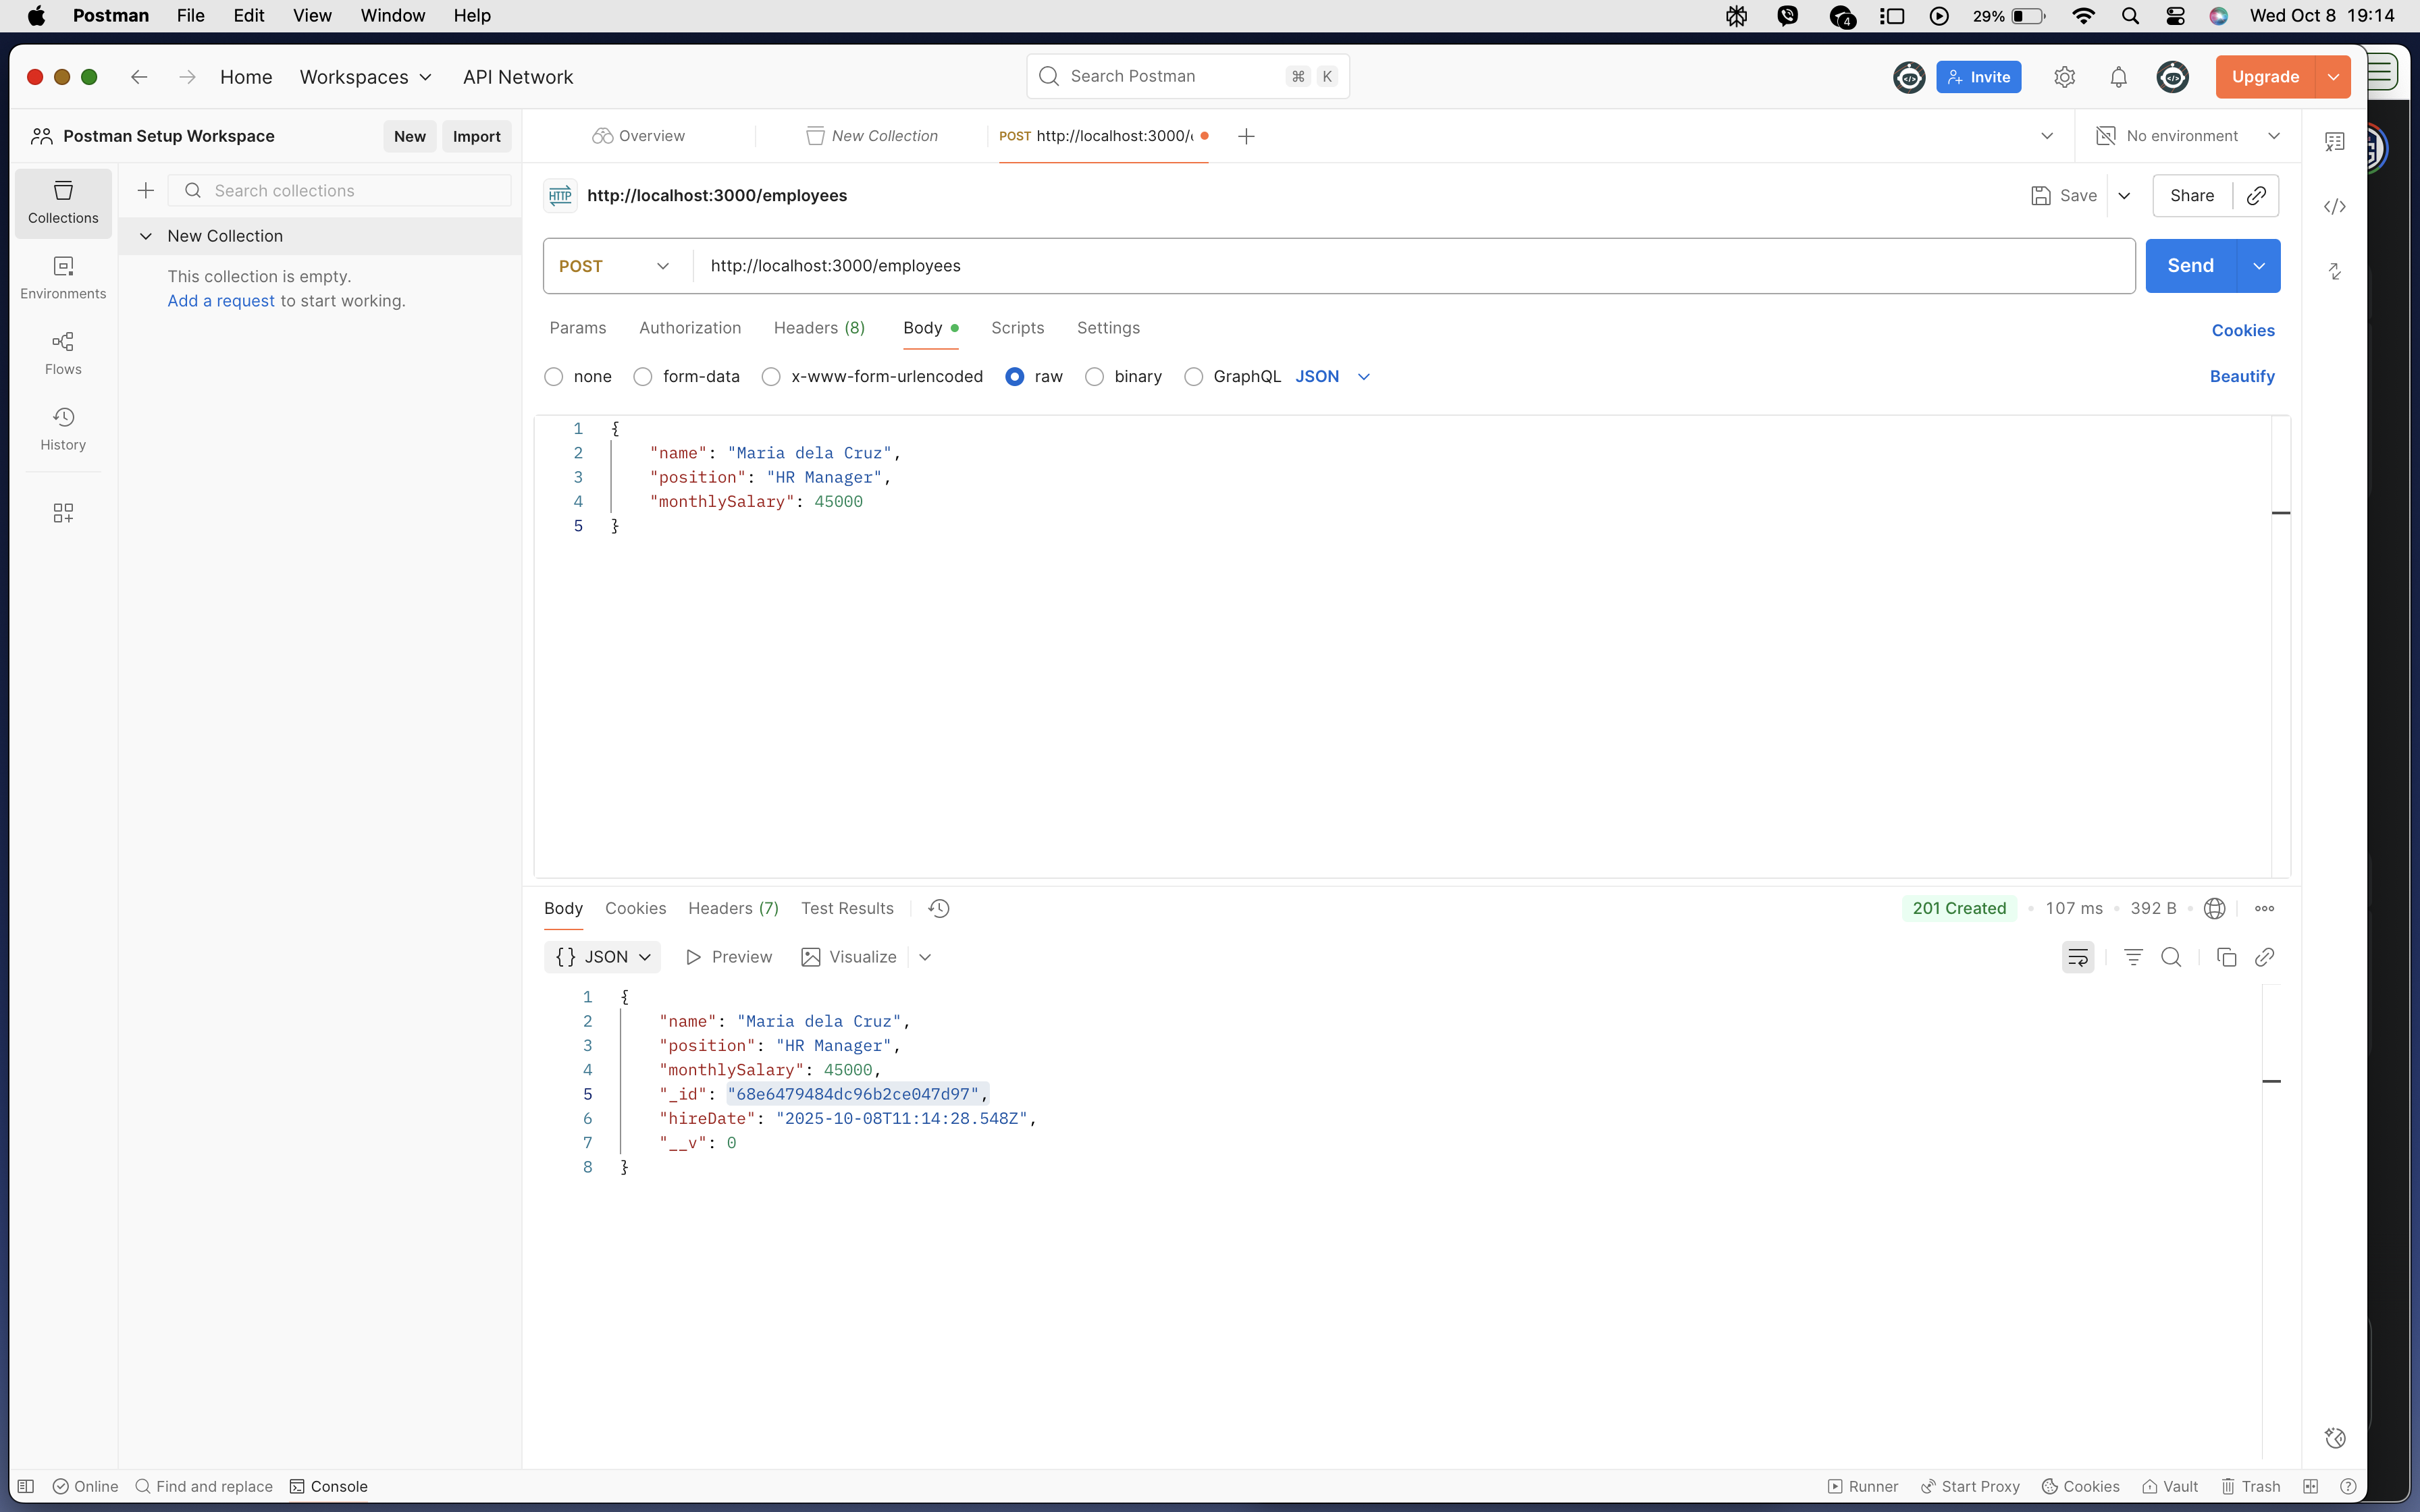 Postman File Edit View Window Help 4 29% Wed Oct 8 19:14
Home Workspaces API Network Search Postman ⌘ K Invite Upgrade
Postman Setup Workspace New Import Overview New Collection POST http://localhost:3000/ No environment
Collections Search collections HTTP http://localhost:3000/employees Save Share
New Collection
This collection is empty.
Add a request to start working.
Environments
Flows
History
POST http://localhost:3000/employees Send
Params Authorization Headers (8) Body Scripts Settings Cookies
none form-data x-www-form-urlencoded raw binary GraphQL JSON Beautify
1 {
2 "name": "Maria dela Cruz",
3 "position": "HR Manager",
4 "monthlySalary": 45000
5 }
Body Cookies Headers (7) Test Results 201 Created 107 ms 392 B
{} JSON Preview Visualize
1 {
2 "name": "Maria dela Cruz",
3 "position": "HR Manager",
4 "monthlySalary": 45000,
5 "_id": "68e6479484dc96b2ce047d97",
6 "hireDate": "2025-10-08T11:14:28.548Z",
7 "__v": 0
8 }
Online Find and replace Console Runner Start Proxy Cookies Vault Trash